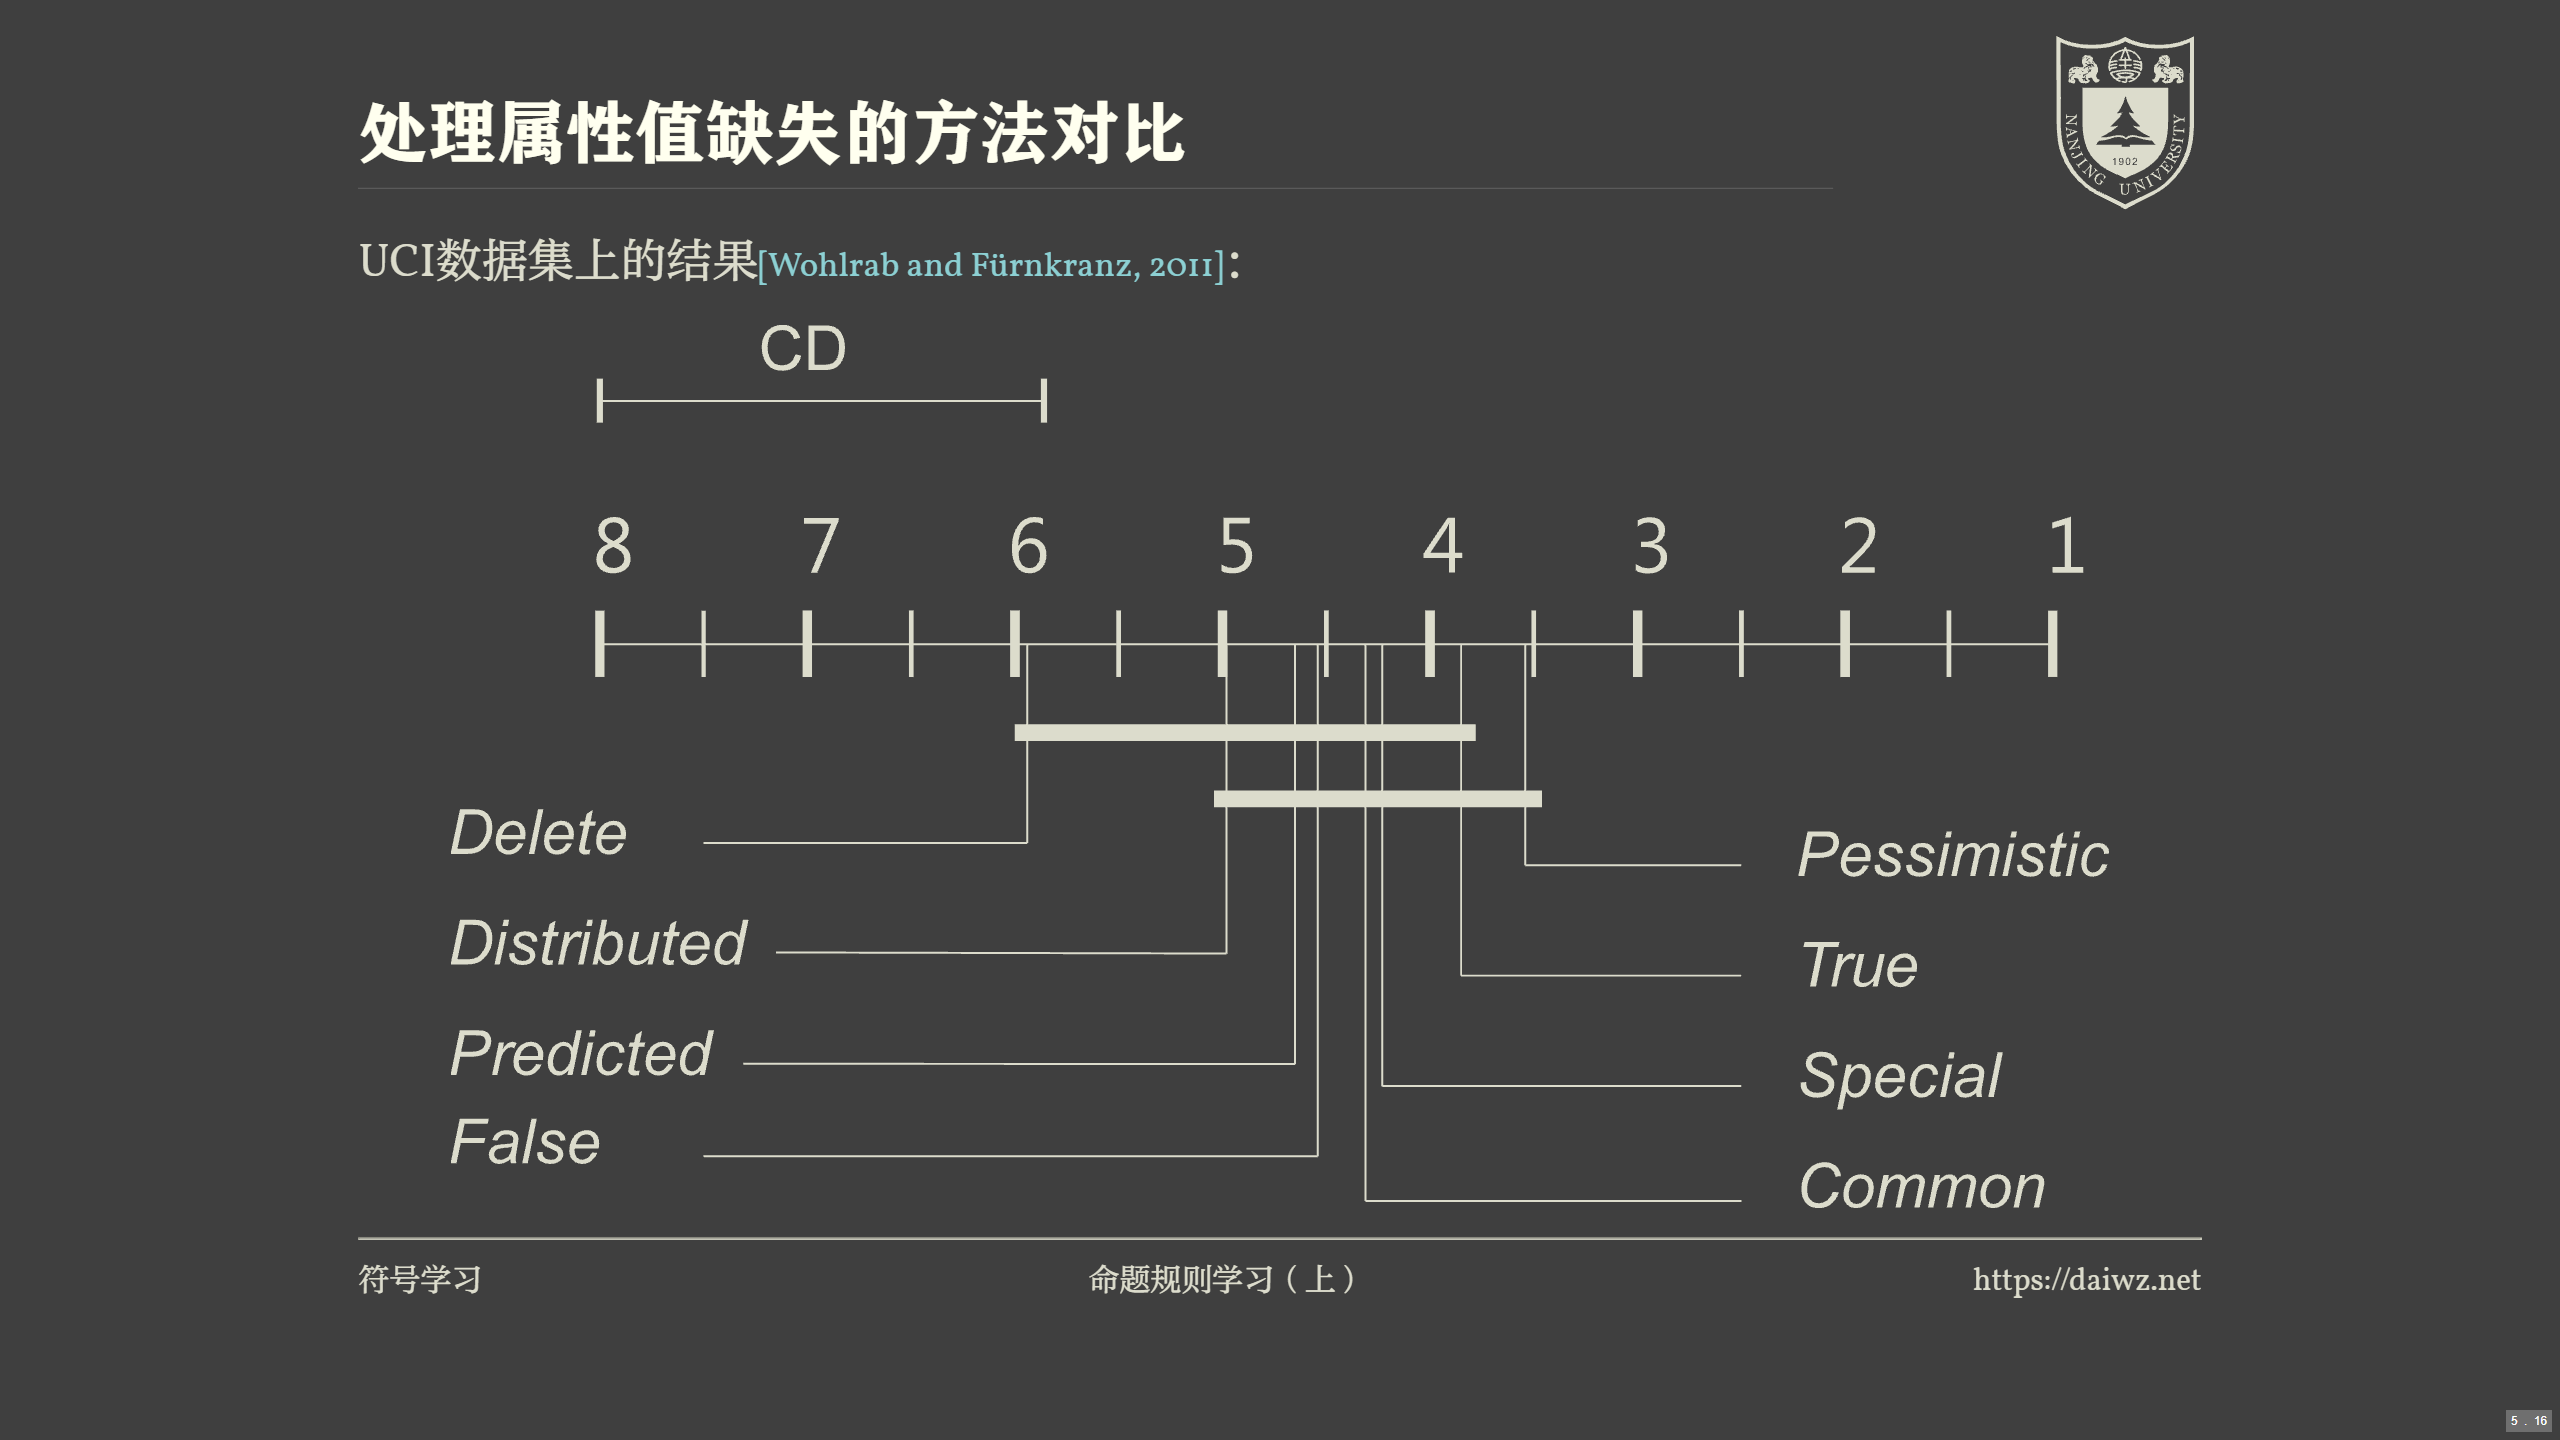 处理属性值缺失的方法对比
NANJING UNIVERSITY
1902
UCI数据集上的结果[Wohlrab and Fürnkranz, 2011]：
CD
8 7 6 5 4 3 2 1
Delete
Distributed
Predicted
False
Pessimistic
True
Special
Common
符号学习
命题规则学习（上）
https://daiwz.net
5 . 16